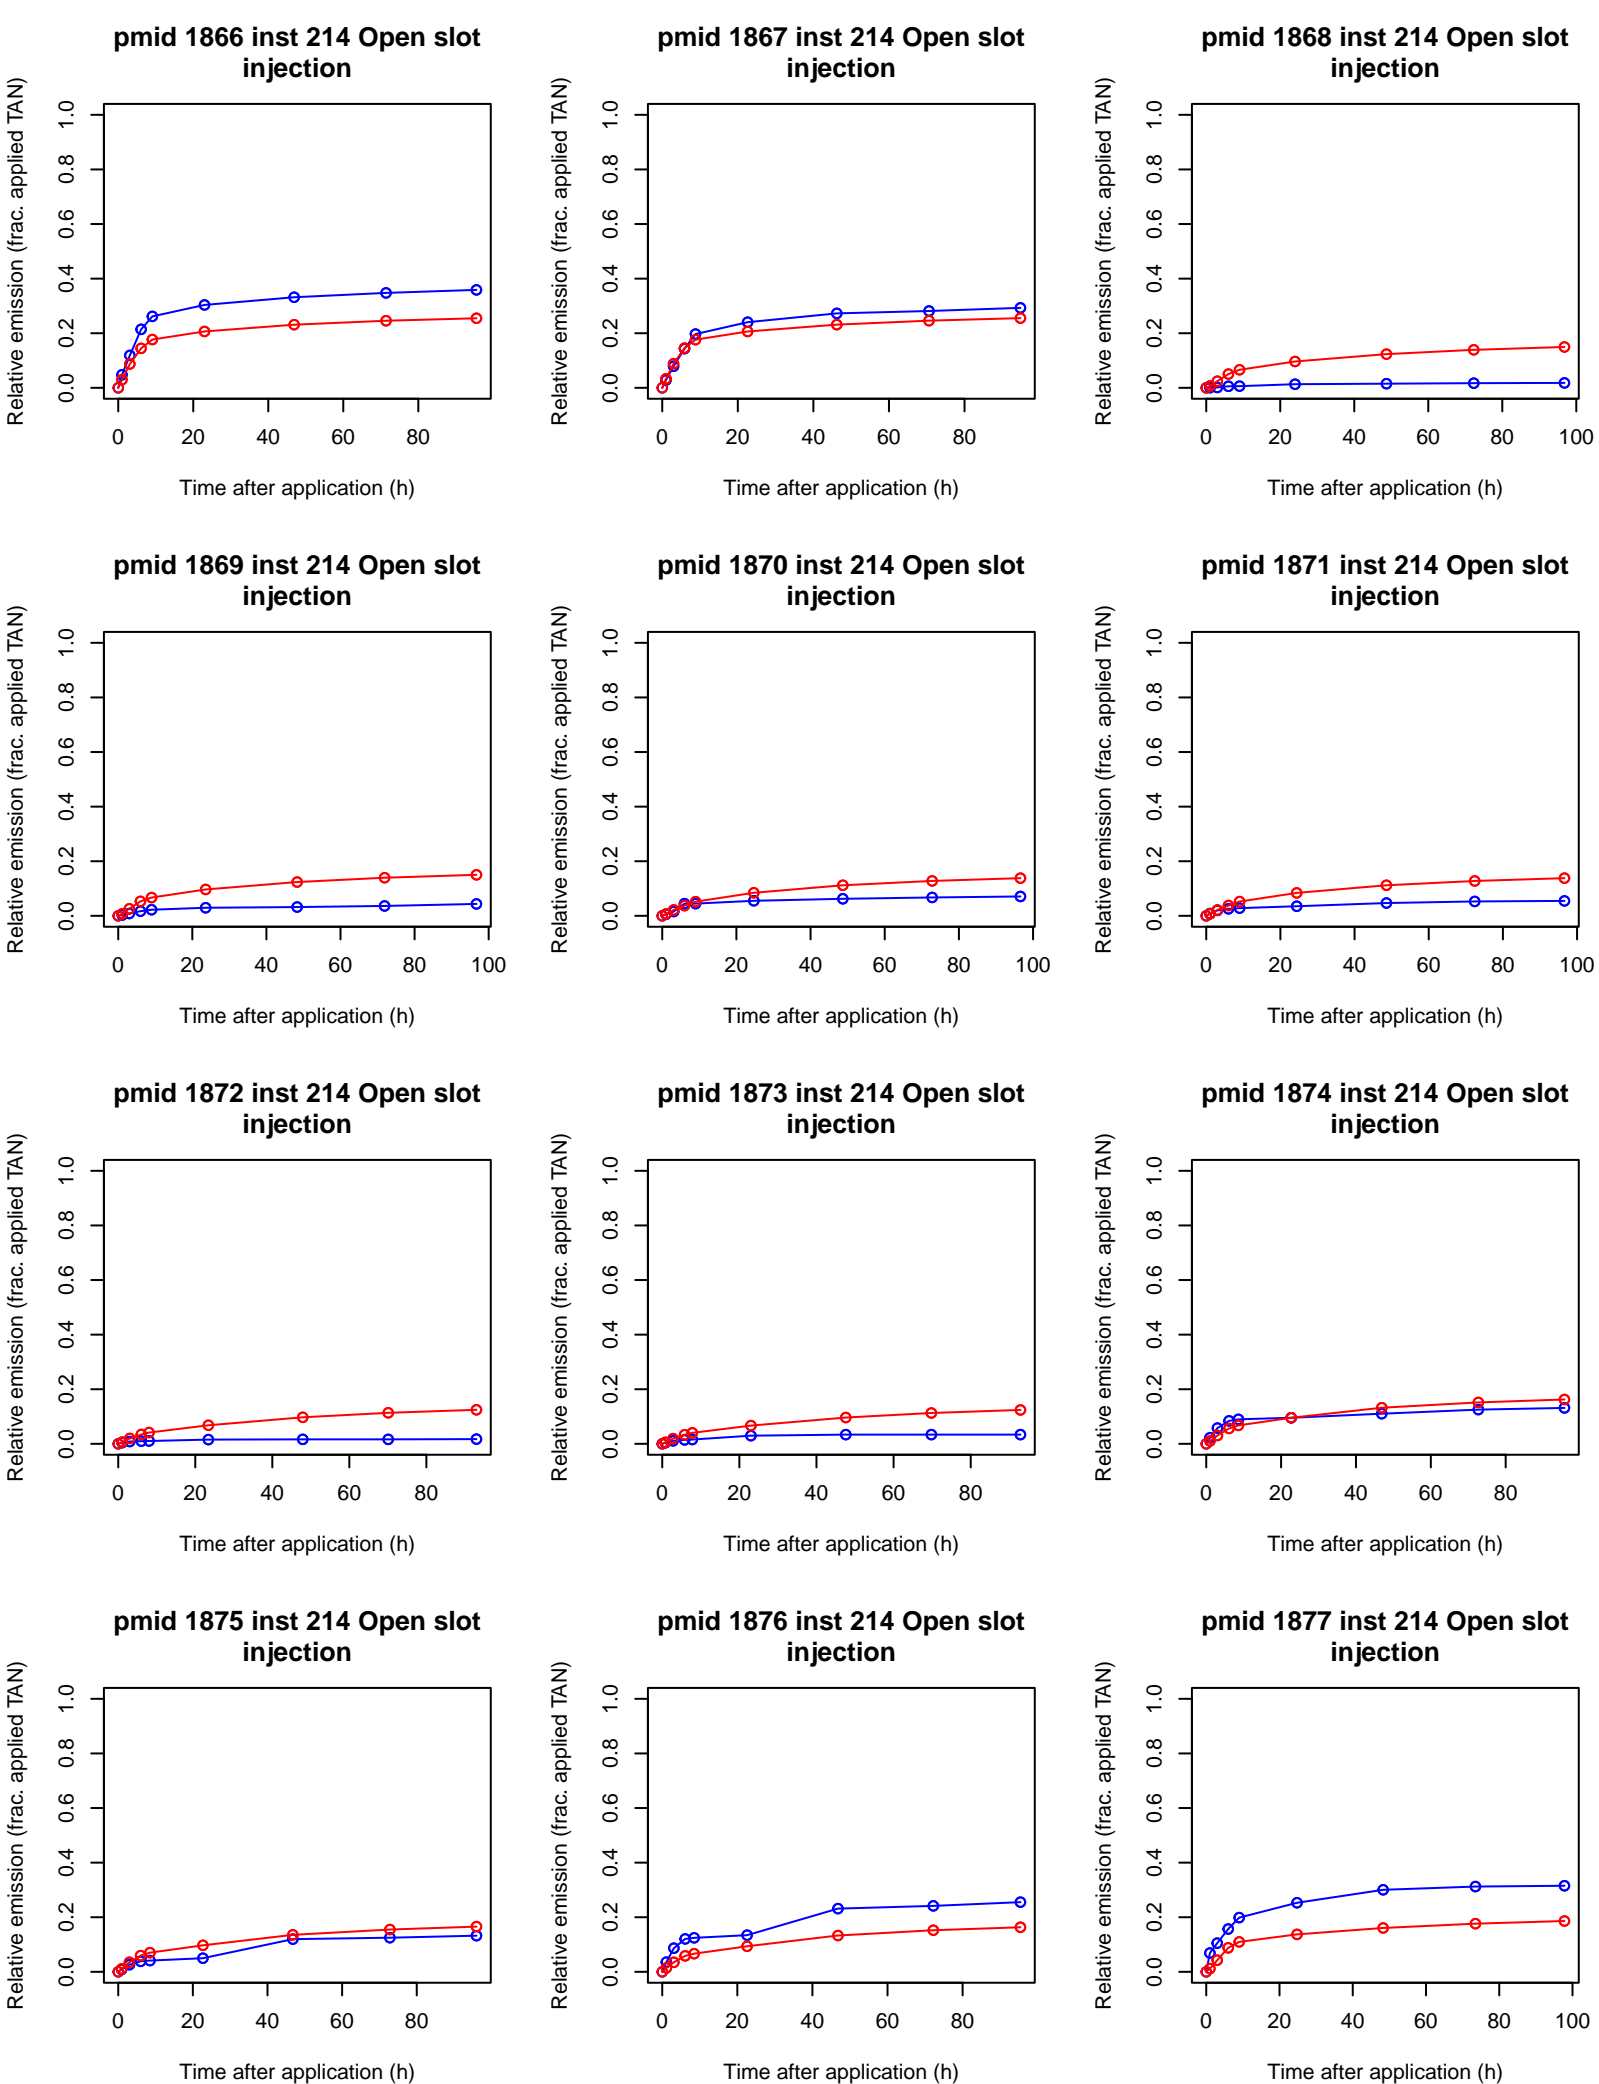 pmid 1866 inst 214 Open slot
injection
Relative emission (frac. applied TAN)
0.0 0.2 0.4 0.6 0.8 1.0
0 20 40 60 80
Time after application (h)
pmid 1867 inst 214 Open slot
injection
Relative emission (frac. applied TAN)
0.0 0.2 0.4 0.6 0.8 1.0
0 20 40 60 80
Time after application (h)
pmid 1868 inst 214 Open slot
injection
Relative emission (frac. applied TAN)
0.0 0.2 0.4 0.6 0.8 1.0
0 20 40 60 80 100
Time after application (h)
pmid 1869 inst 214 Open slot
injection
Relative emission (frac. applied TAN)
0.0 0.2 0.4 0.6 0.8 1.0
0 20 40 60 80 100
Time after application (h)
pmid 1870 inst 214 Open slot
injection
Relative emission (frac. applied TAN)
0.0 0.2 0.4 0.6 0.8 1.0
0 20 40 60 80 100
Time after application (h)
pmid 1871 inst 214 Open slot
injection
Relative emission (frac. applied TAN)
0.0 0.2 0.4 0.6 0.8 1.0
0 20 40 60 80 100
Time after application (h)
pmid 1872 inst 214 Open slot
injection
Relative emission (frac. applied TAN)
0.0 0.2 0.4 0.6 0.8 1.0
0 20 40 60 80
Time after application (h)
pmid 1873 inst 214 Open slot
injection
Relative emission (frac. applied TAN)
0.0 0.2 0.4 0.6 0.8 1.0
0 20 40 60 80
Time after application (h)
pmid 1874 inst 214 Open slot
injection
Relative emission (frac. applied TAN)
0.0 0.2 0.4 0.6 0.8 1.0
0 20 40 60 80
Time after application (h)
pmid 1875 inst 214 Open slot
injection
Relative emission (frac. applied TAN)
0.0 0.2 0.4 0.6 0.8 1.0
0 20 40 60 80
Time after application (h)
pmid 1876 inst 214 Open slot
injection
Relative emission (frac. applied TAN)
0.0 0.2 0.4 0.6 0.8 1.0
0 20 40 60 80
Time after application (h)
pmid 1877 inst 214 Open slot
injection
Relative emission (frac. applied TAN)
0.0 0.2 0.4 0.6 0.8 1.0
0 20 40 60 80 100
Time after application (h)